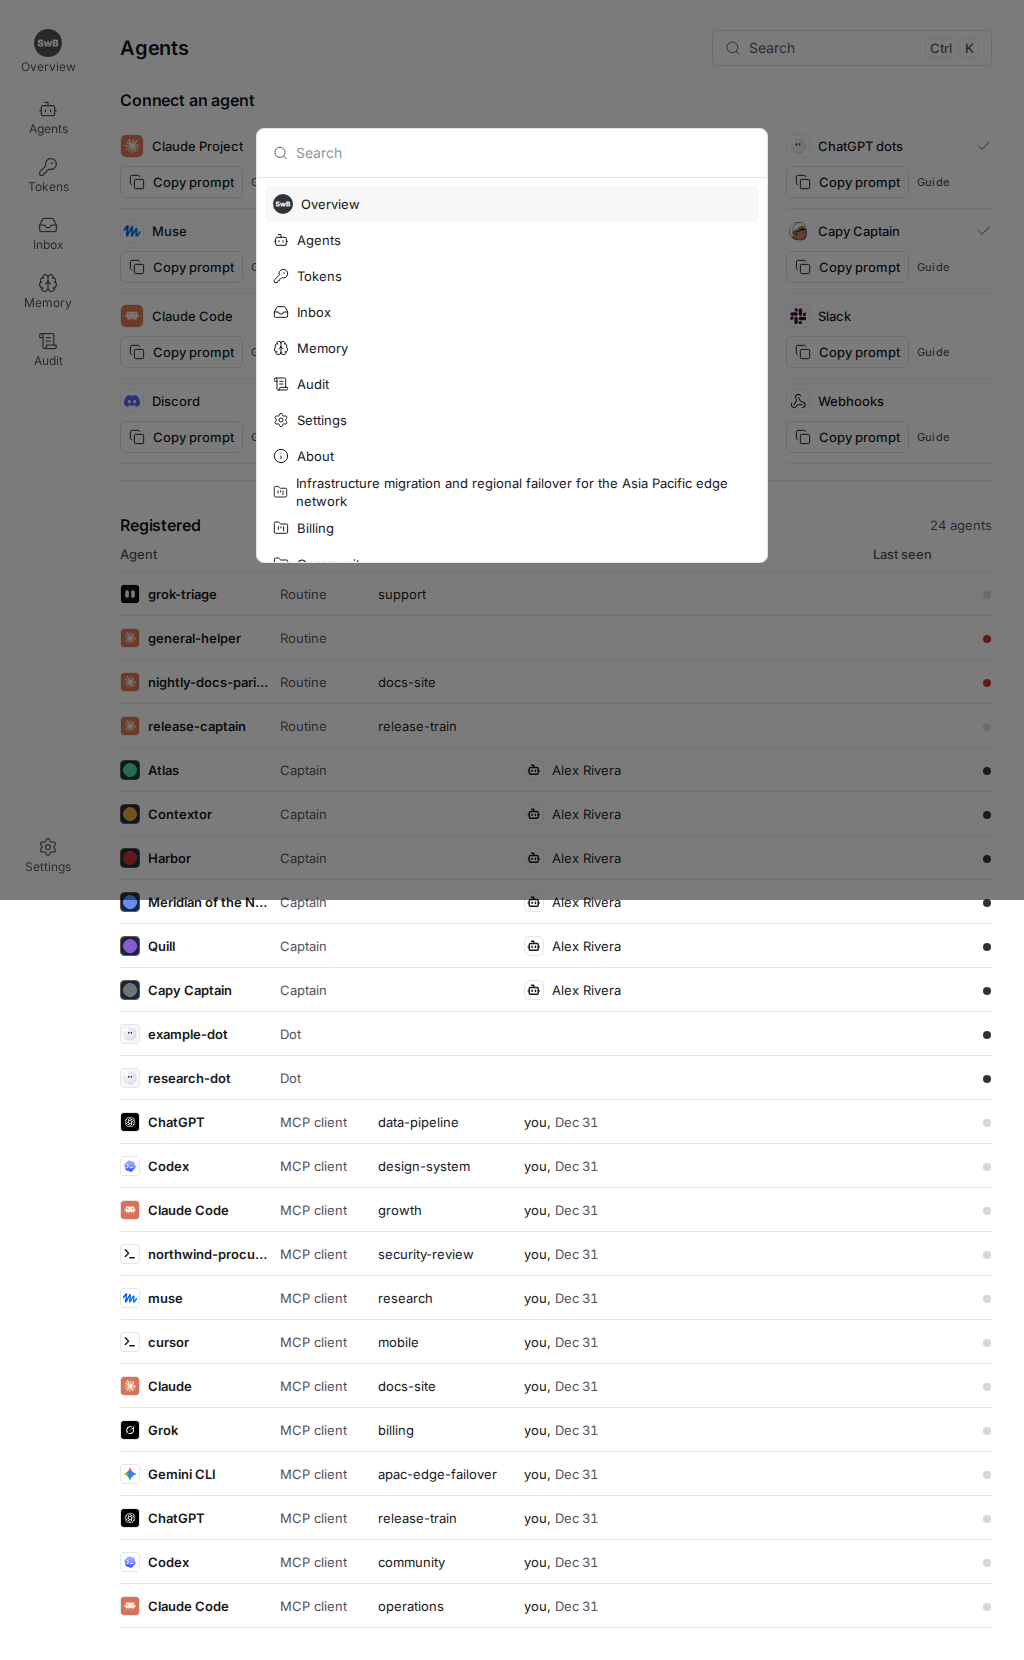 SwB
Overview
Agents
Tokens
Inbox
Memory
Audit
Settings
Agents
Search
Ctrl K
Connect an agent
Claude Project
Copy prompt
ChatGPT dots
Copy prompt Guide
Muse
Copy prompt
Capy Captain
Copy prompt Guide
Claude Code
Copy prompt
Slack
Copy prompt Guide
Discord
Copy prompt
Webhooks
Copy prompt Guide
Search
SwB Overview
Agents
Tokens
Inbox
Memory
Audit
Settings
About
Infrastructure migration and regional failover for the Asia Pacific edge
network
Billing
Registered
24 agents
Agent Last seen
grok-triage Routine support
general-helper Routine
nightly-docs-pari... Routine docs-site
release-captain Routine release-train
Atlas Captain Alex Rivera
Contextor Captain Alex Rivera
Harbor Captain Alex Rivera
Meridian of the N... Captain Alex Rivera
Quill Captain Alex Rivera
Capy Captain Captain Alex Rivera
example-dot Dot
research-dot Dot
ChatGPT MCP client data-pipeline you, Dec 31
Codex MCP client design-system you, Dec 31
Claude Code MCP client growth you, Dec 31
northwind-procu... MCP client security-review you, Dec 31
muse MCP client research you, Dec 31
cursor MCP client mobile you, Dec 31
Claude MCP client docs-site you, Dec 31
Grok MCP client billing you, Dec 31
Gemini CLI MCP client apac-edge-failover you, Dec 31
ChatGPT MCP client release-train you, Dec 31
Codex MCP client community you, Dec 31
Claude Code MCP client operations you, Dec 31